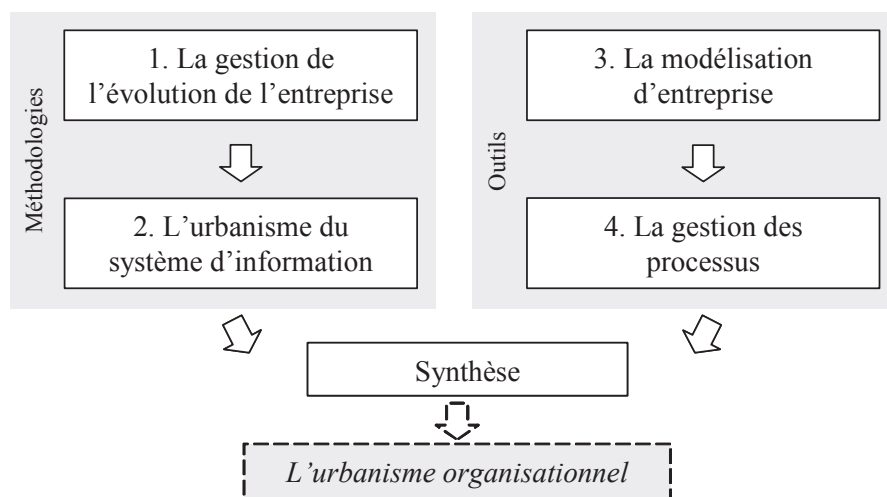 Méthodologies
1. La gestion de
l’évolution de l’entreprise
2. L’urbanisme du
système d’information
Outils
3. La modélisation
d’entreprise
4. La gestion des
processus
Synthèse
L’urbanisme organisationnel